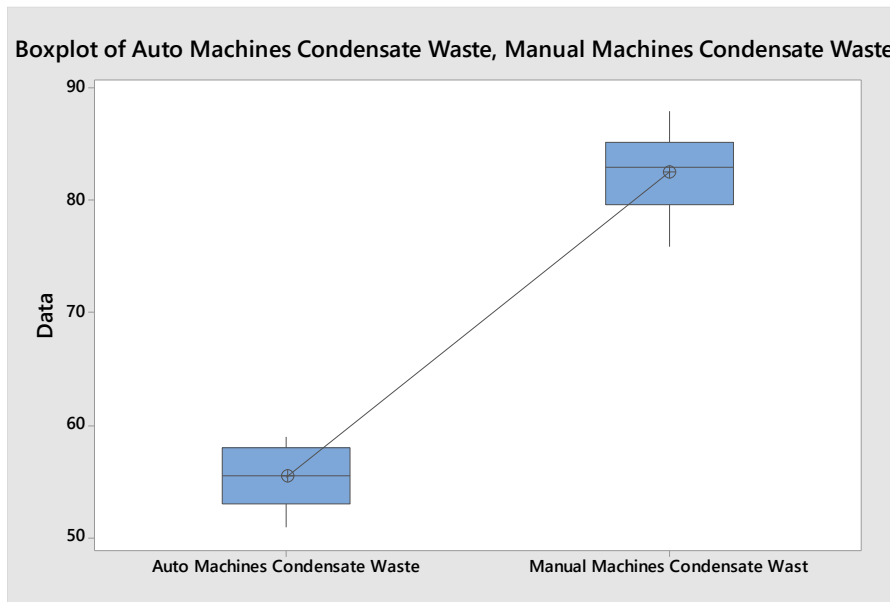 Boxplot of Auto Machines Condensate Waste, Manual Machines Condensate Waste
90
80
70
60
50
Data
Auto Machines Condensate Waste
Manual Machines Condensate Wast